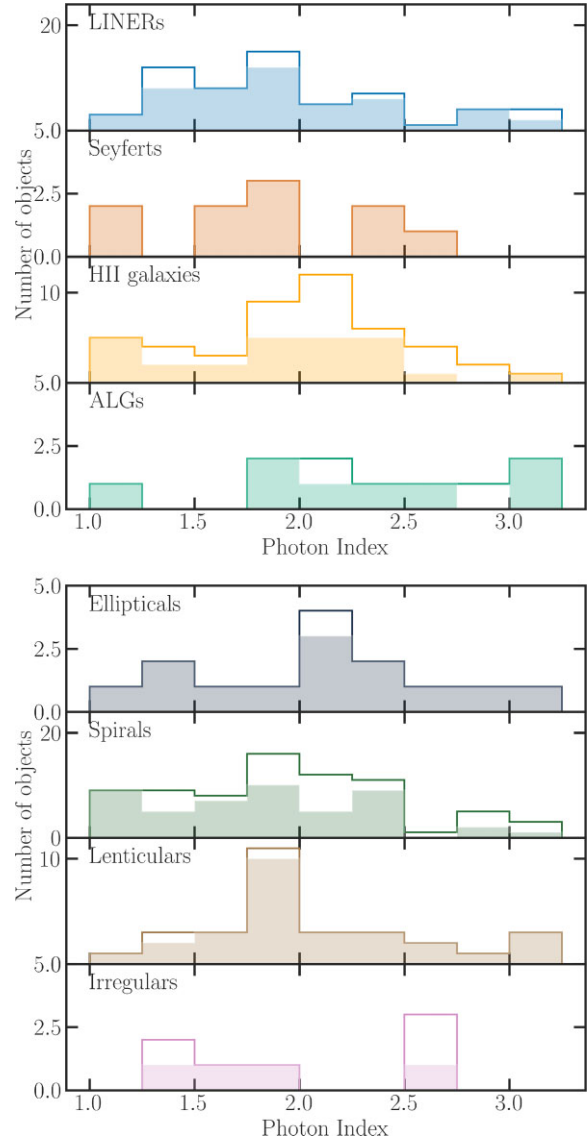 LINERs
20
5.0
Seyferts
2.5
0.0
HII galaxies
10
5.0
ALGs
2.5
0.0
1.0 1.5 2.0 2.5 3.0
Photon Index
Number of objects
Ellipticals
5.0
2.5
0.0
Spirals
20
0
Lenticulars
10
5.0
Irregulars
2.5
0.0
1.0 1.5 2.0 2.5 3.0
Photon Index
Number of objects